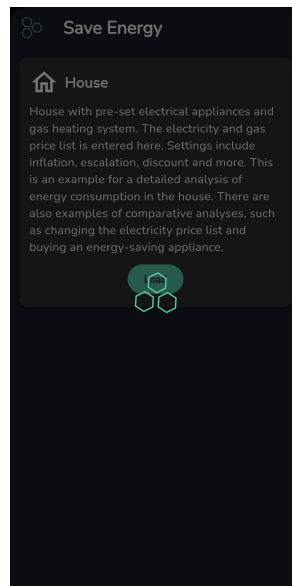 Save Energy
House
House with pre-set electrical appliances and
gas heating system. The electricity and gas
price list is entered here. Settings include
inflation, escalation, discount and more. This
is an example for a detailed analysis of
energy consumption in the house. There are
also examples of comparative analyses, such
as changing the electricity price list and
buying an energy-saving appliance.
Load